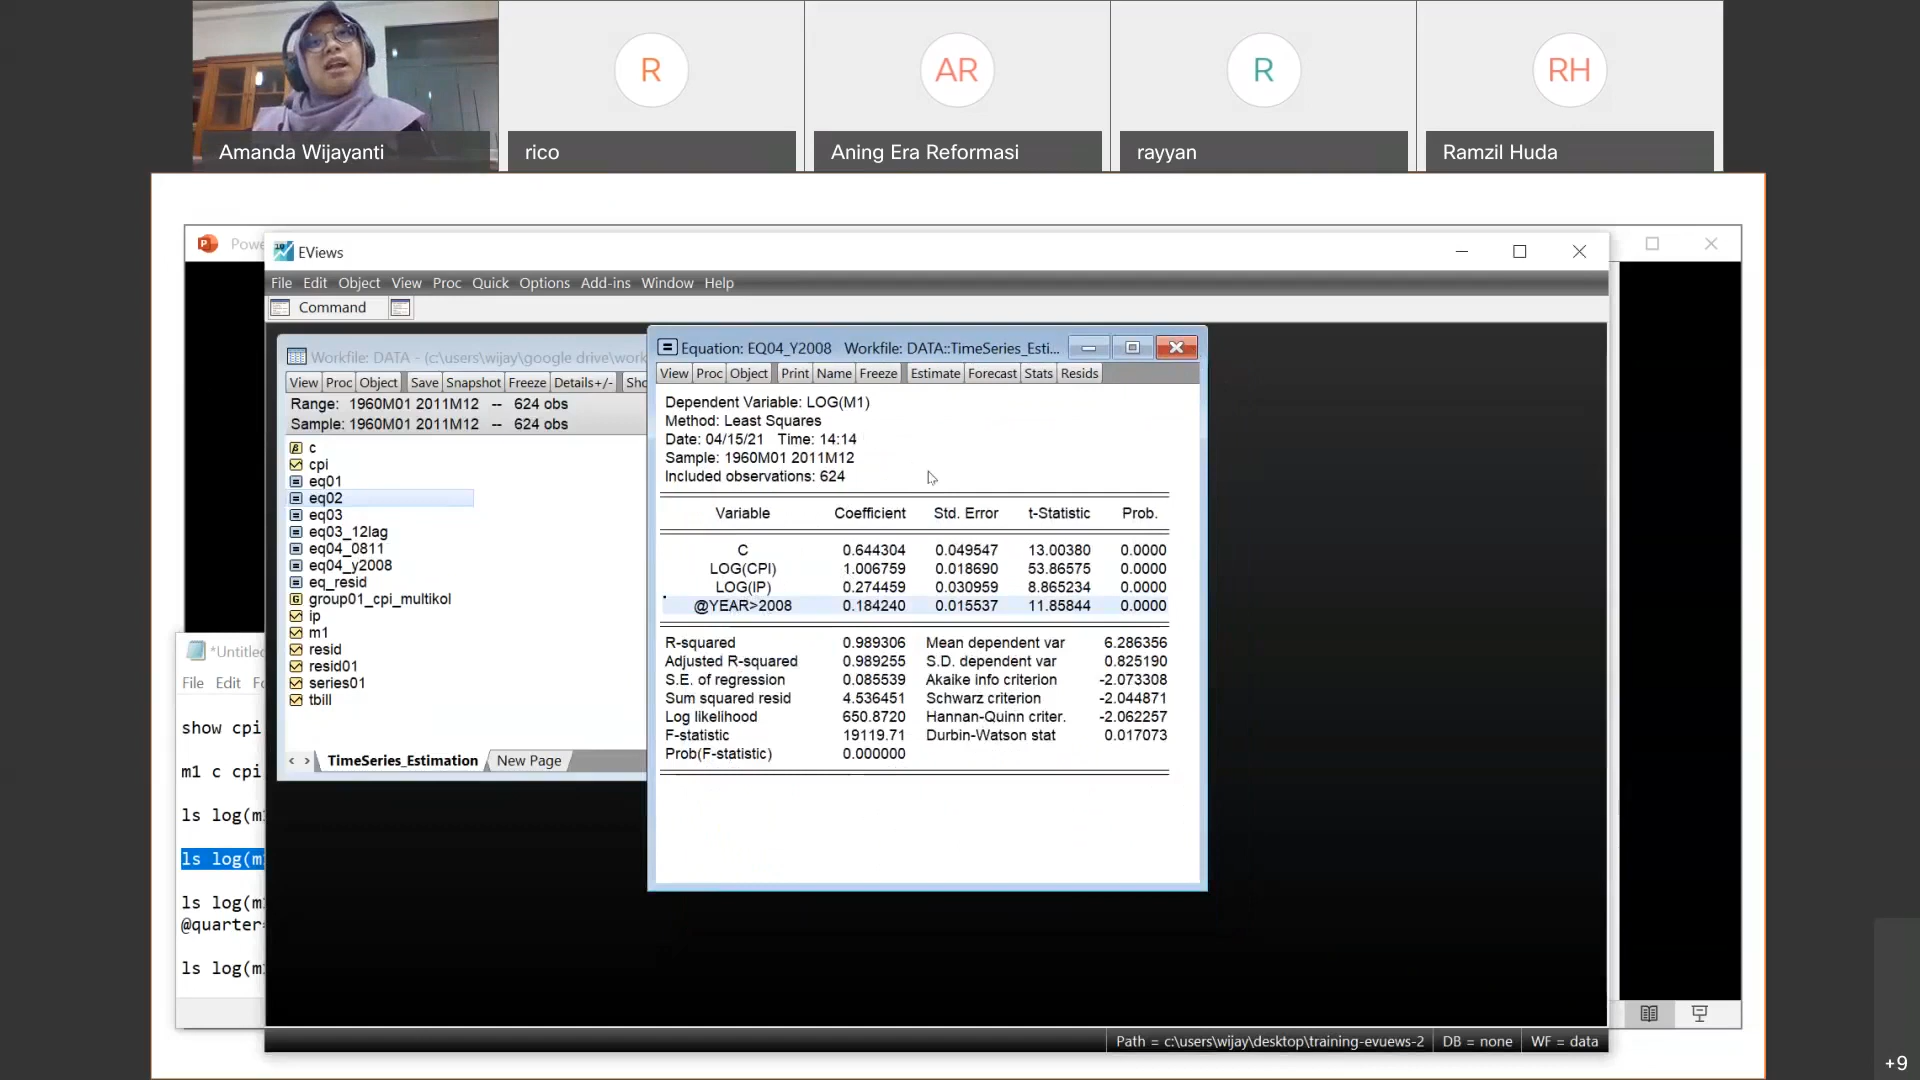 R
AR
R
RH
Amanda Wijayanti
rico
Aning Era Reformasi
rayyan
Ramzil Huda
EViews
File Edit Object View Proc Quick Options Add-ins Window Help
Command
Workfile: DATA - (c:\users\wijay\google drive\work
View Proc Object Save Snapshot Freeze Details+/-
Range: 1960M01 2011M12 -- 624 obs
Sample: 1960M01 2011M12 -- 624 obs
c
cpi
eq01
eq02
eq03
eq03_12lag
eq04_0811
eq04_y2008
eq_resid
group01_cpi_multikol
ip
m1
resid
resid01
series01
tbill
TimeSeries_Estimation New Page
Equation: EQ04_Y2008 Workfile: DATA::TimeSeries_Esti...
View Proc Object Print Name Freeze Estimate Forecast Stats Resids
Dependent Variable: LOG(M1)
Method: Least Squares
Date: 04/15/21 Time: 14:14
Sample: 1960M01 2011M12
Included observations: 624
Variable Coefficient Std. Error t-Statistic Prob.
C 0.644304 0.049547 13.00380 0.0000
LOG(CPI) 1.006759 0.018690 53.86575 0.0000
LOG(IP) 0.274459 0.030959 8.865234 0.0000
@YEAR>2008 0.184240 0.015537 11.85844 0.0000
R-squared 0.989306 Mean dependent var 6.286356
Adjusted R-squared 0.989255 S.D. dependent var 0.825190
S.E. of regression 0.085539 Akaike info criterion -2.073308
Sum squared resid 4.536451 Schwarz criterion -2.044871
Log likelihood 650.8720 Hannan-Quinn criter. -2.062257
F-statistic 19119.71 Durbin-Watson stat 0.017073
Prob(F-statistic) 0.000000
*Untitled
File Edit
show cpi
m1 c cpi
ls log(m
ls log(m
ls log(m
@quarter
ls log(m
Path = c:\users\wijay\desktop\training-evuews-2 DB = none WF = data
+9